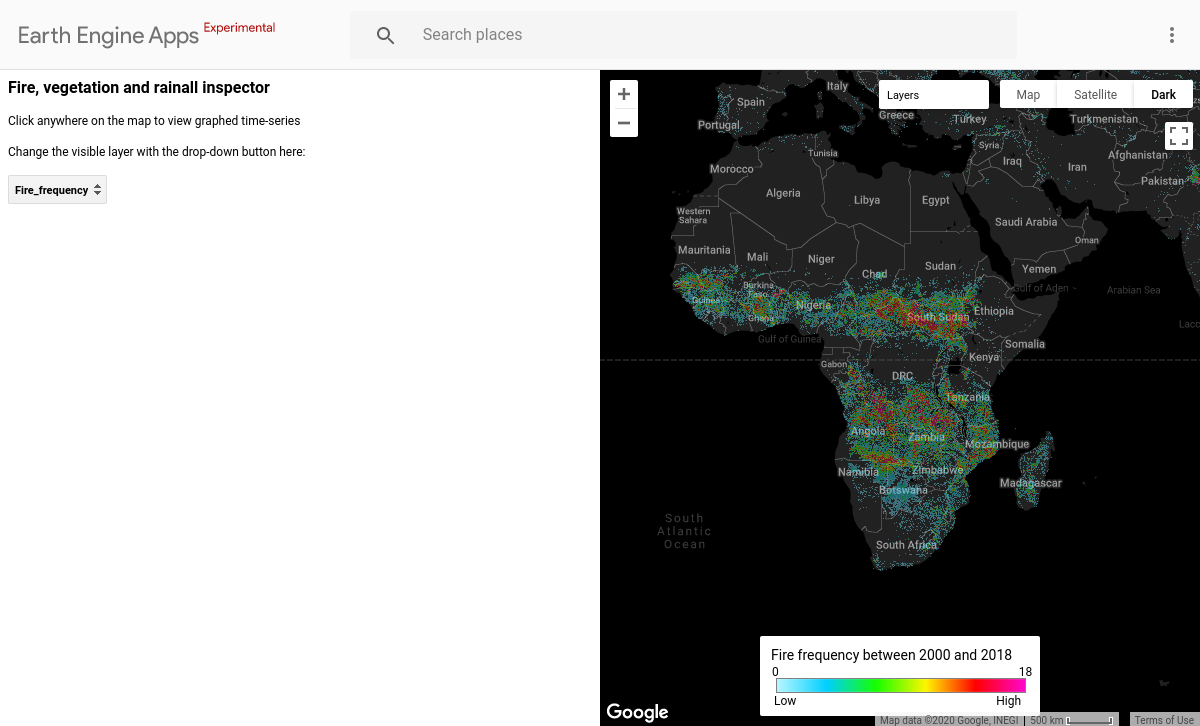 Earth Engine Apps Experimental
Search places
Fire, vegetation and rainall inspector
Click anywhere on the map to view graphed time-series
Change the visible layer with the drop-down button here:
Fire_frequency
+
−
Layers
Map
Satellite
Dark
Italy
Spain
Portugal
Greece
Turkey
Turkmenistan
Tunisia
Syria
Iraq
Iran
Afghanistan
Pakistan
Morocco
Algeria
Libya
Egypt
Western
Sahara
Saudi Arabia
Oman
Mauritania
Mali
Niger
Chad
Sudan
Yemen
Burkina
Faso
Guinea
Ghana
Nigeria
South Sudan
Ethiopia
Gulf of Aden
Arabian Sea
Lacc
Gulf of Guinea
Somalia
Gabon
DRC
Kenya
Tanzania
Angola
Zambia
Mozambique
Namibia
Zimbabwe
Botswana
Madagascar
South
Atlantic
Ocean
South Africa
Fire frequency between 2000 and 2018
0 18
Low High
Google
Map data ©2020 Google, INEGI
500 km
Terms of Use